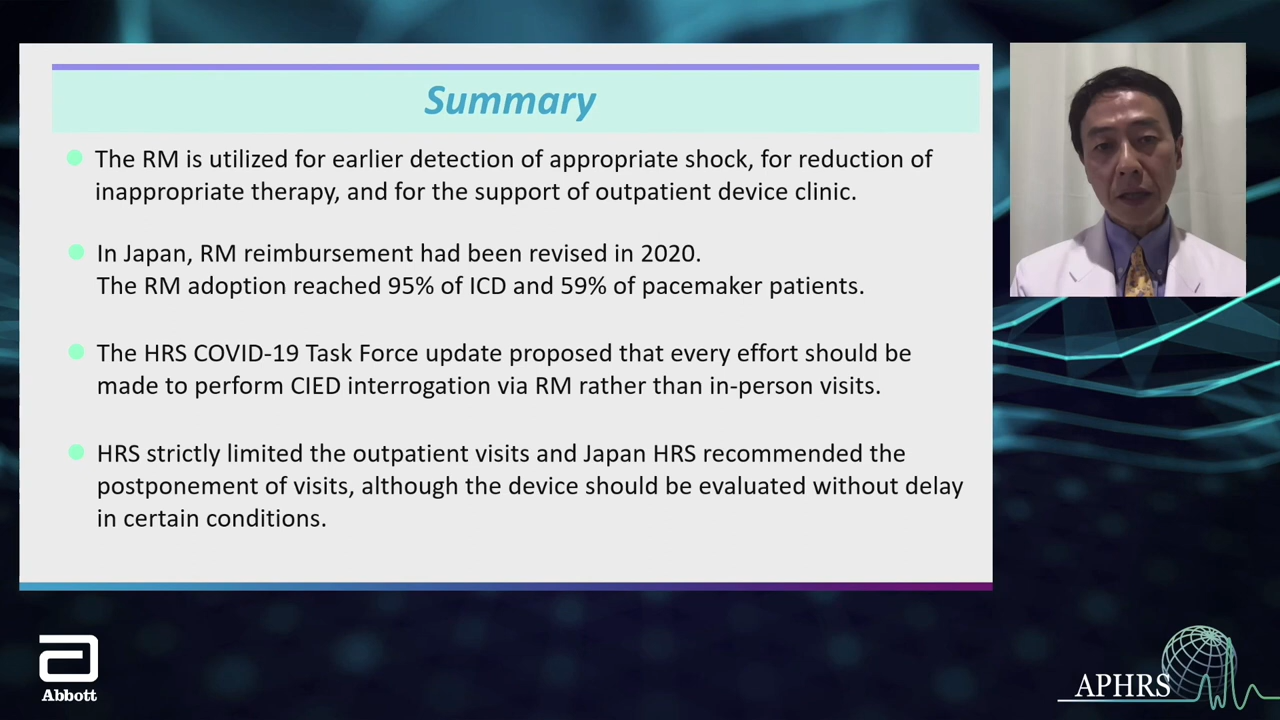 Summary
The RM is utilized for earlier detection of appropriate shock, for reduction of
inappropriate therapy, and for the support of outpatient device clinic.
In Japan, RM reimbursement had been revised in 2020.
The RM adoption reached 95% of ICD and 59% of pacemaker patients.
The HRS COVID-19 Task Force update proposed that every effort should be
made to perform CIED interrogation via RM rather than in-person visits.
HRS strictly limited the outpatient visits and Japan HRS recommended the
postponement of visits, although the device should be evaluated without delay
in certain conditions.
Abbott
APHRS